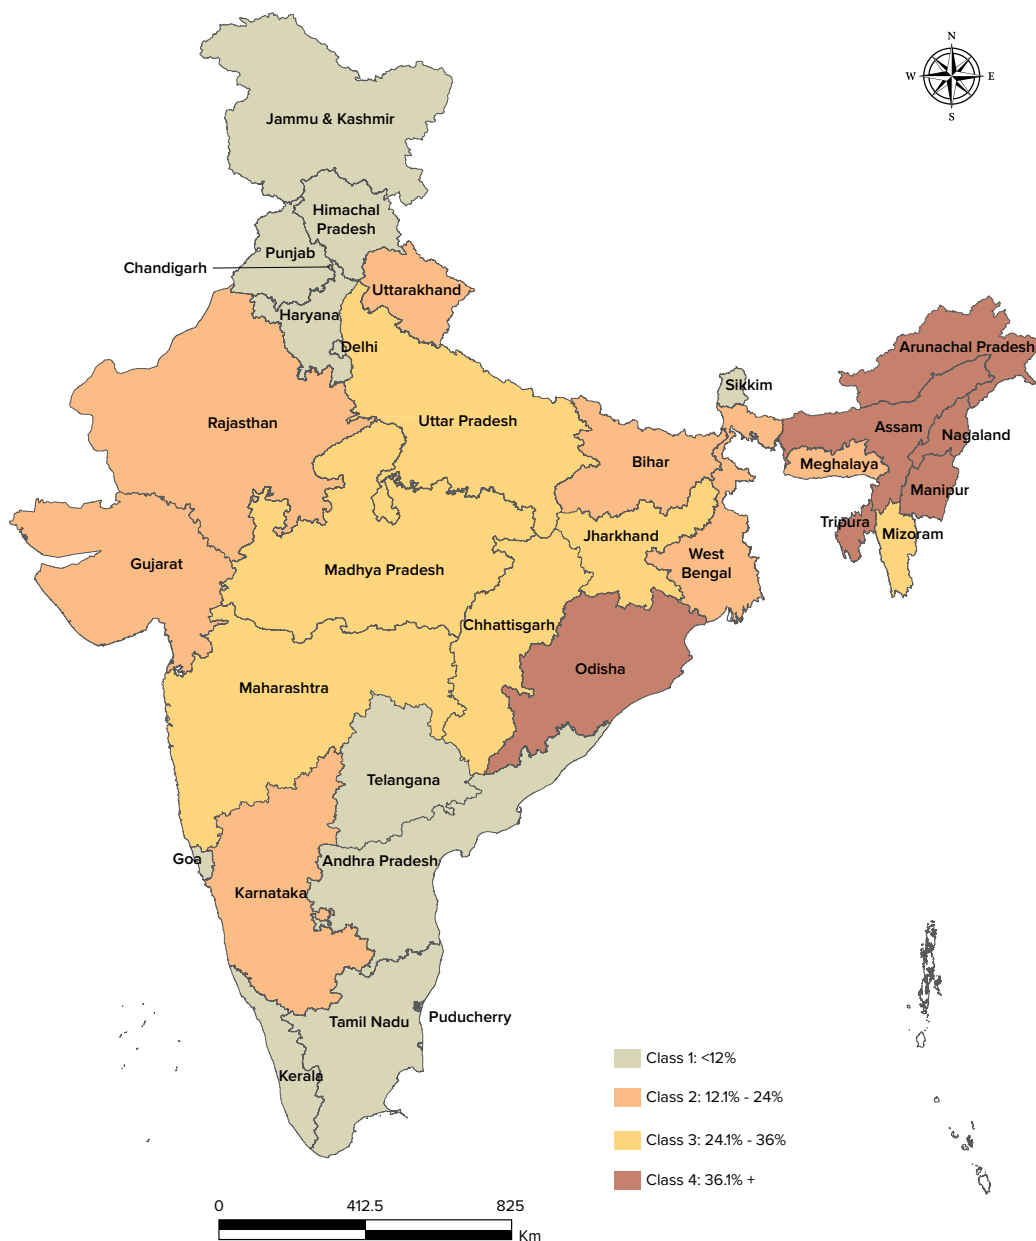 N
W E
S
Jammu & Kashmir
Himachal
Pradesh
Punjab
Chandigarh
Uttarakhand
Haryana
Delhi
Arunachal Pradesh
Sikkim
Rajasthan
Uttar Pradesh
Assam
Nagaland
Bihar
Meghalaya
Manipur
Tripura
Mizoram
Jharkhand
Gujarat
Madhya Pradesh
West
Bengal
Chhattisgarh
Odisha
Maharashtra
Telangana
Goa
Andhra Pradesh
Karnataka
Tamil Nadu
Puducherry
Kerala
Class 1: <12%
Class 2: 12.1% - 24%
Class 3: 24.1% - 36%
Class 4: 36.1% +
0 412.5 825
Km